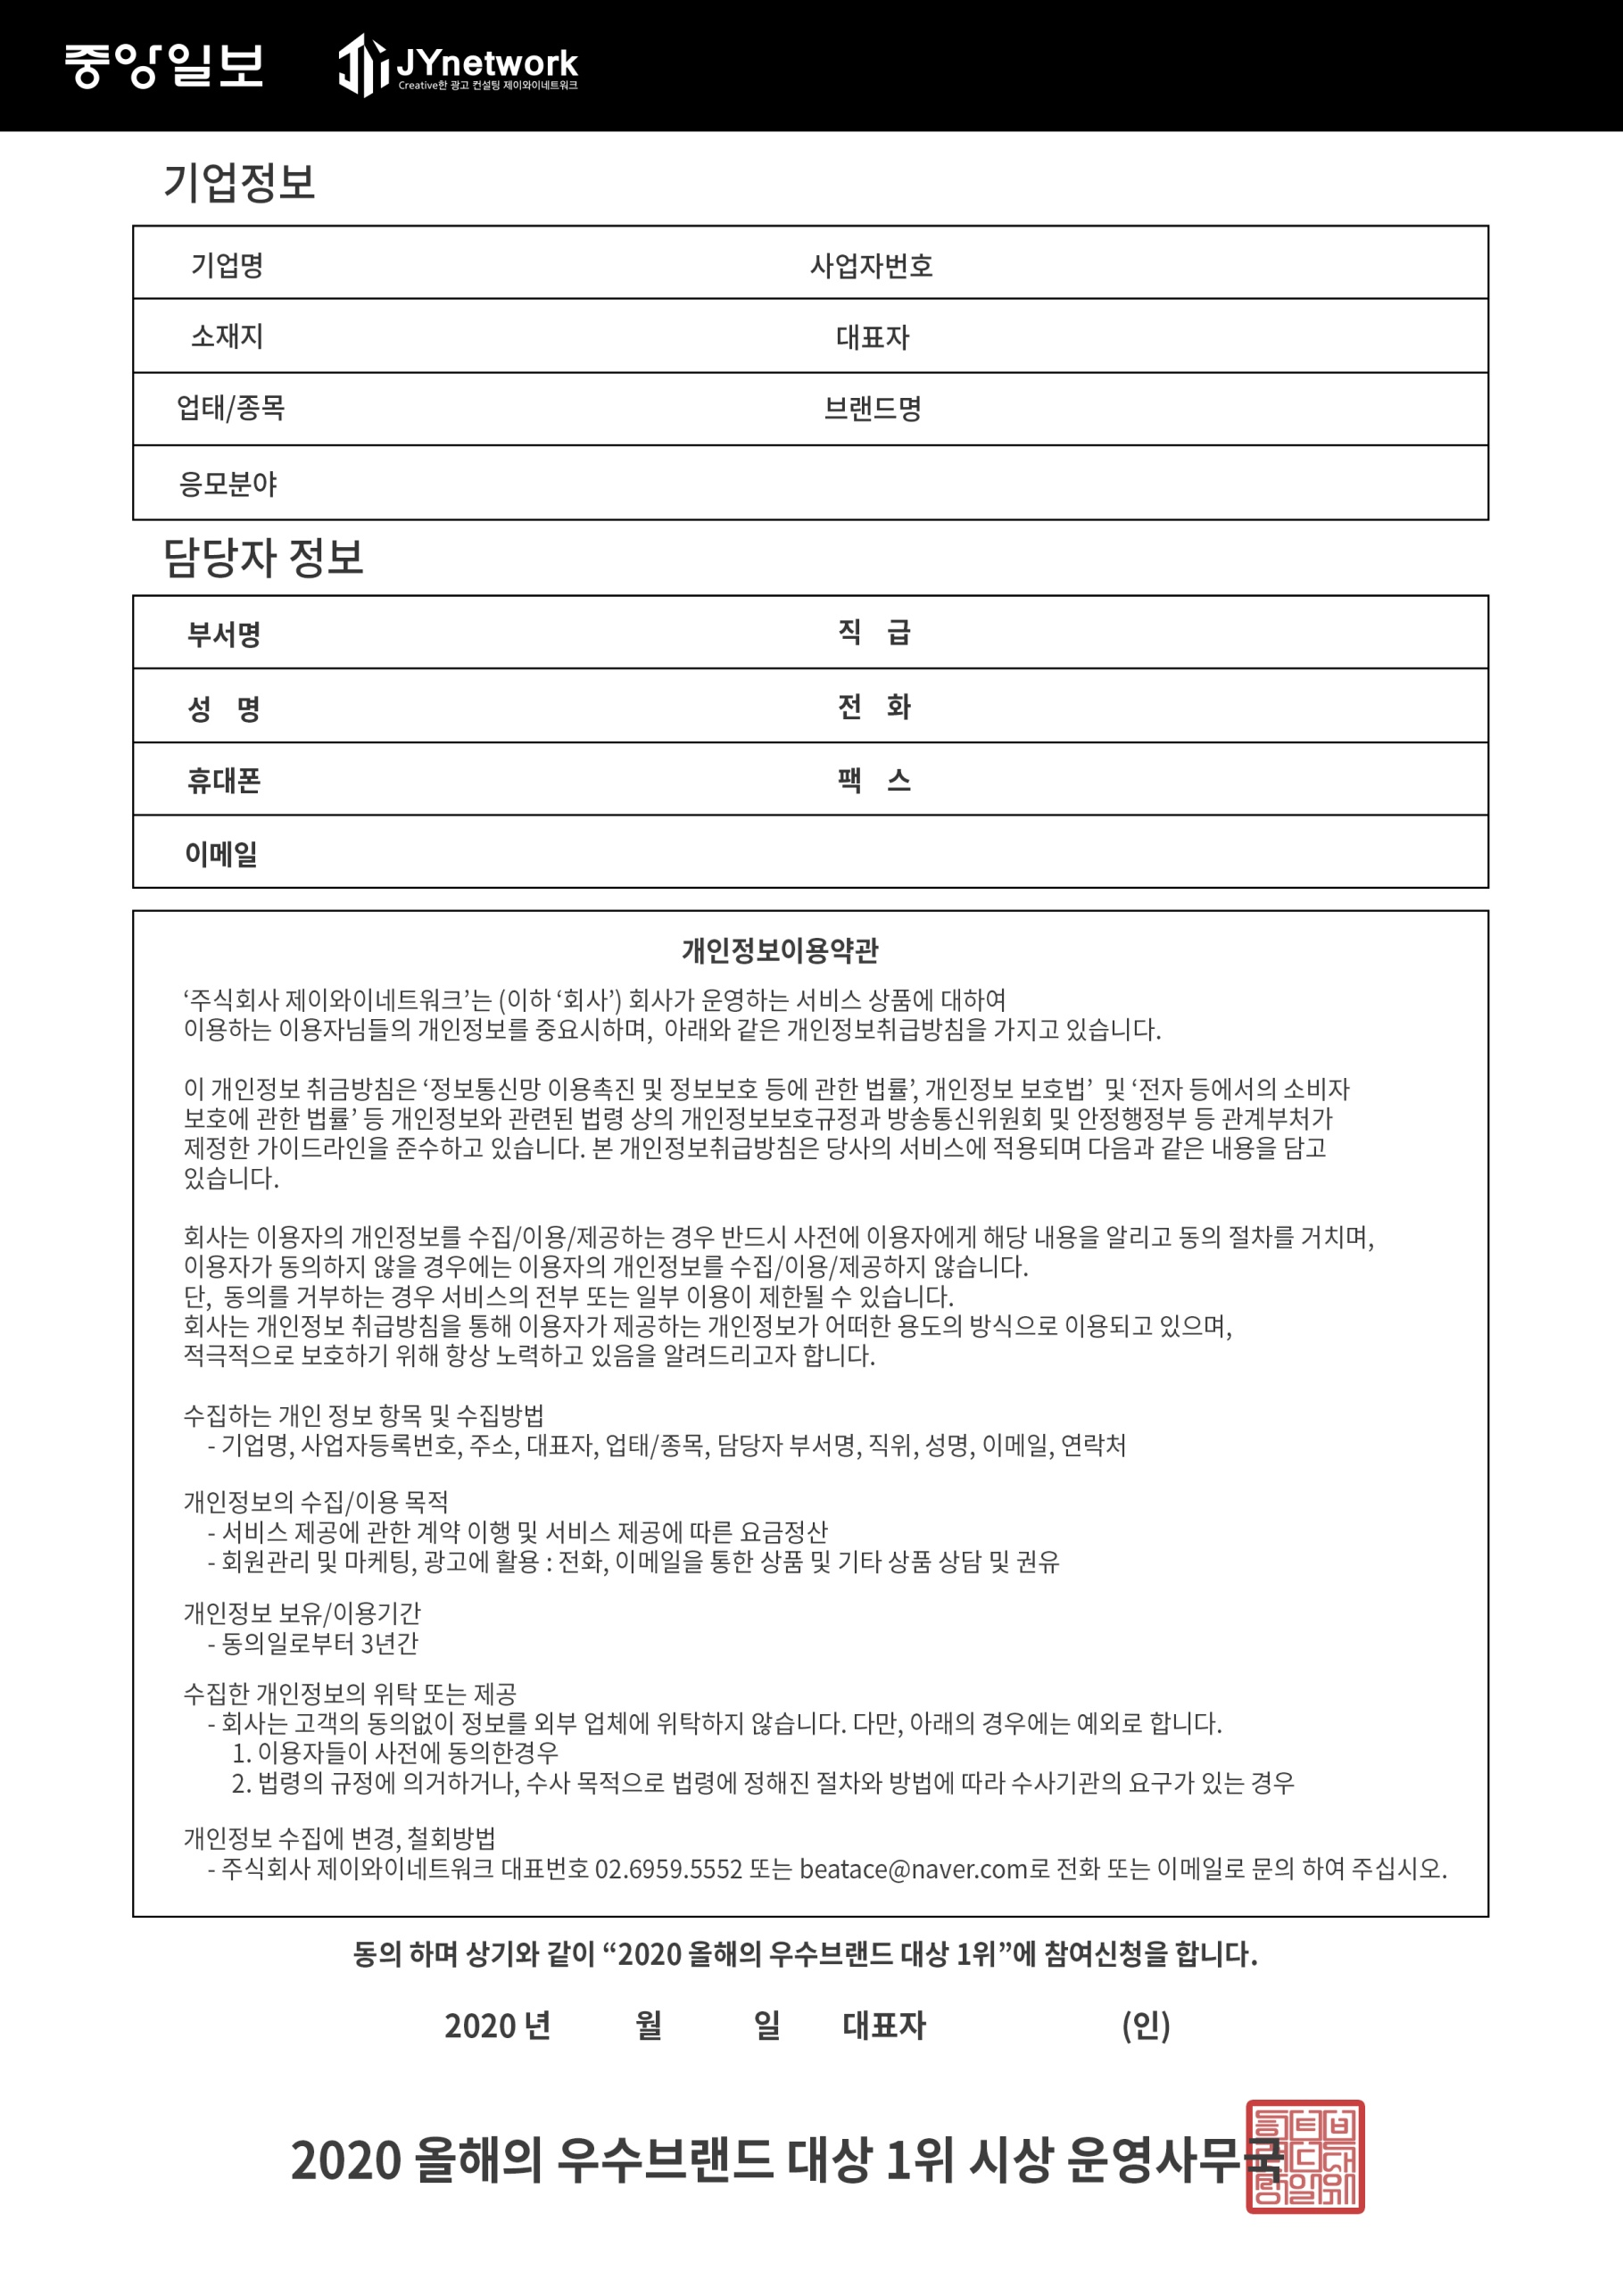 중앙일보 JYnetwork
Creative한 광고 컨설팅 제이와이네트워크
기업정보
기업명 사업자번호
소재지 대표자
업태/종목 브랜드명
응모분야
담당자 정보
부서명 직 급
성 명 전 화
휴대폰 팩 스
이메일
개인정보이용약관
‘주식회사 제이와이네트워크’는 (이하 ‘회사’) 회사가 운영하는 서비스 상품에 대하여
이용하는 이용자님들의 개인정보를 중요시하며, 아래와 같은 개인정보취급방침을 가지고 있습니다.
이 개인정보 취금방침은 ‘정보통신망 이용촉진 및 정보보호 등에 관한 법률’, 개인정보 보호법’ 및 ‘전자 등에서의 소비자
보호에 관한 법률’ 등 개인정보와 관련된 법령 상의 개인정보보호규정과 방송통신위원회 및 안정행정부 등 관계부처가
제정한 가이드라인을 준수하고 있습니다. 본 개인정보취급방침은 당사의 서비스에 적용되며 다음과 같은 내용을 담고
있습니다.
회사는 이용자의 개인정보를 수집/이용/제공하는 경우 반드시 사전에 이용자에게 해당 내용을 알리고 동의 절차를 거치며,
이용자가 동의하지 않을 경우에는 이용자의 개인정보를 수집/이용/제공하지 않습니다.
단, 동의를 거부하는 경우 서비스의 전부 또는 일부 이용이 제한될 수 있습니다.
회사는 개인정보 취급방침을 통해 이용자가 제공하는 개인정보가 어떠한 용도의 방식으로 이용되고 있으며,
적극적으로 보호하기 위해 항상 노력하고 있음을 알려드리고자 합니다.
수집하는 개인 정보 항목 및 수집방법
- 기업명, 사업자등록번호, 주소, 대표자, 업태/종목, 담당자 부서명, 직위, 성명, 이메일, 연락처
개인정보의 수집/이용 목적
- 서비스 제공에 관한 계약 이행 및 서비스 제공에 따른 요금정산
- 회원관리 및 마케팅, 광고에 활용 : 전화, 이메일을 통한 상품 및 기타 상품 상담 및 권유
개인정보 보유/이용기간
- 동의일로부터 3년간
수집한 개인정보의 위탁 또는 제공
- 회사는 고객의 동의없이 정보를 외부 업체에 위탁하지 않습니다. 다만, 아래의 경우에는 예외로 합니다.
1. 이용자들이 사전에 동의한경우
2. 법령의 규정에 의거하거나, 수사 목적으로 법령에 정해진 절차와 방법에 따라 수사기관의 요구가 있는 경우
개인정보 수집에 변경, 철회방법
- 주식회사 제이와이네트워크 대표번호 02.6959.5552 또는 beatace@naver.com로 전화 또는 이메일로 문의 하여 주십시오.
동의 하며 상기와 같이 “2020 올해의 우수브랜드 대상 1위”에 참여신청을 합니다.
2020 년 월 일 대표자 (인)
2020 올해의 우수브랜드 대상 1위 시상 운영사무국